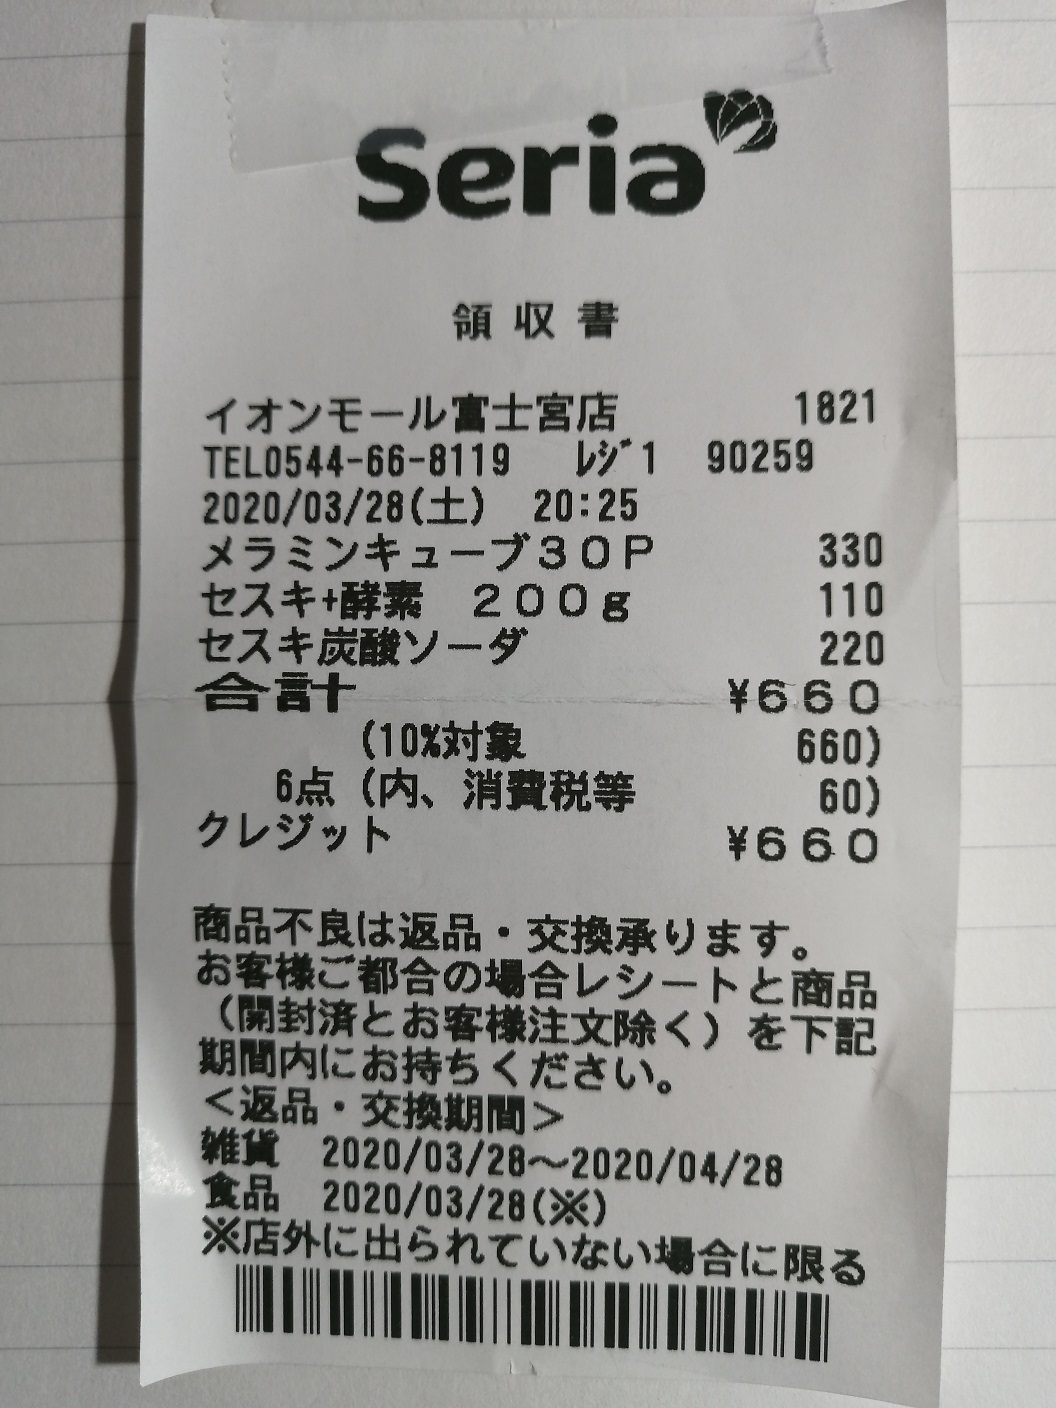 Seria
領収書
イオンモール富士宮店 1821
TEL0544-66-8119 ﾚｼﾞ1 90259
2020/03/28(土) 20:25
メラミンキューブ３０Ｐ 330
セスキ+酵素 ２００ｇ 110
セスキ炭酸ソーダ 220
合計 ¥６６０
(10%対象 660)
6点 (内、消費税等 60)
クレジット ¥６６０
商品不良は返品・交換承ります。
お客様ご都合の場合レシートと商品
（開封済とお客様注文除く）を下記
期間内にお持ちください。
＜返品・交換期間＞
雑貨 2020/03/28～2020/04/28
食品 2020/03/28(※)
※店外に出られていない場合に限る